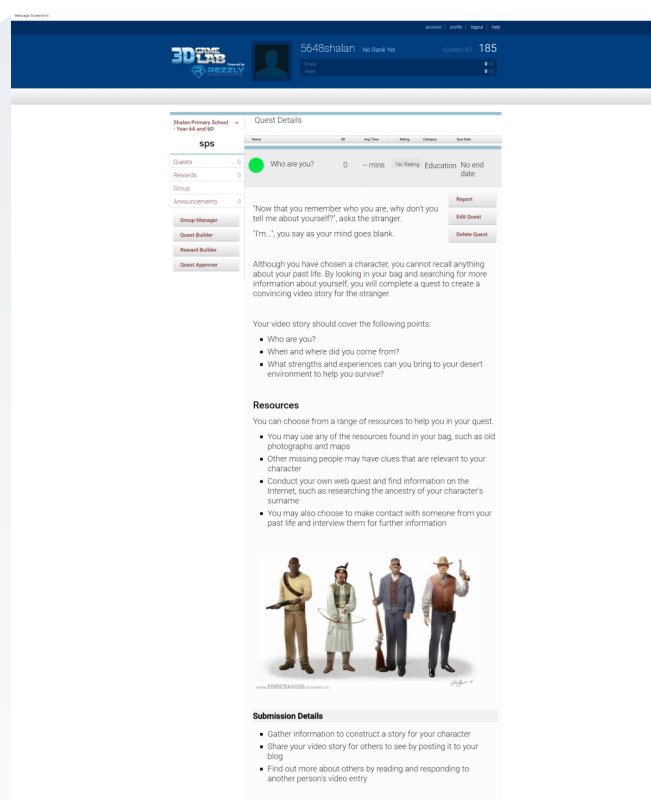 Webpage Screenshot
account | profile | logout | help
3D GAME LAB
Powered by
REZZLY
5648shalan No Rank Yet System XP 185
Group 0
Rank 0
Shalan Primary School
- Year 6A and 6D
sps
Quests 0
Rewards 0
Group
Announcements 0
Group Manager
Quest Builder
Reward Builder
Quest Approver
Quest Details
Name XP Avg Time Rating Category Due Date
Who are you? 0 -- mins No Rating Education No end
date
Report
Edit Quest
Delete Quest
"Now that you remember who you are, why don't you
tell me about yourself?", asks the stranger.
"I'm...", you say as your mind goes blank.
Although you have chosen a character, you cannot recall anything
about your past life. By looking in your bag and searching for more
information about yourself, you will complete a quest to create a
convincing video story for the stranger.
Your video story should cover the following points:
▪ Who are you?
▪ When and where did you come from?
▪ What strengths and experiences can you bring to your desert
environment to help you survive?
Resources
You can choose from a range of resources to help you in your quest.
▪ You may use any of the resources found in your bag, such as old
photographs and maps
▪ Other missing people may have clues that are relevant to your
character
▪ Conduct your own web quest and find information on the
Internet, such as researching the ancestry of your character's
surname
▪ You may also choose to make contact with someone from your
past life and interview them for further information
Submission Details
▪ Gather information to construct a story for your character
▪ Share your video story for others to see by posting it to your
blog
▪ Find out more about others by reading and responding to
another person's video entry